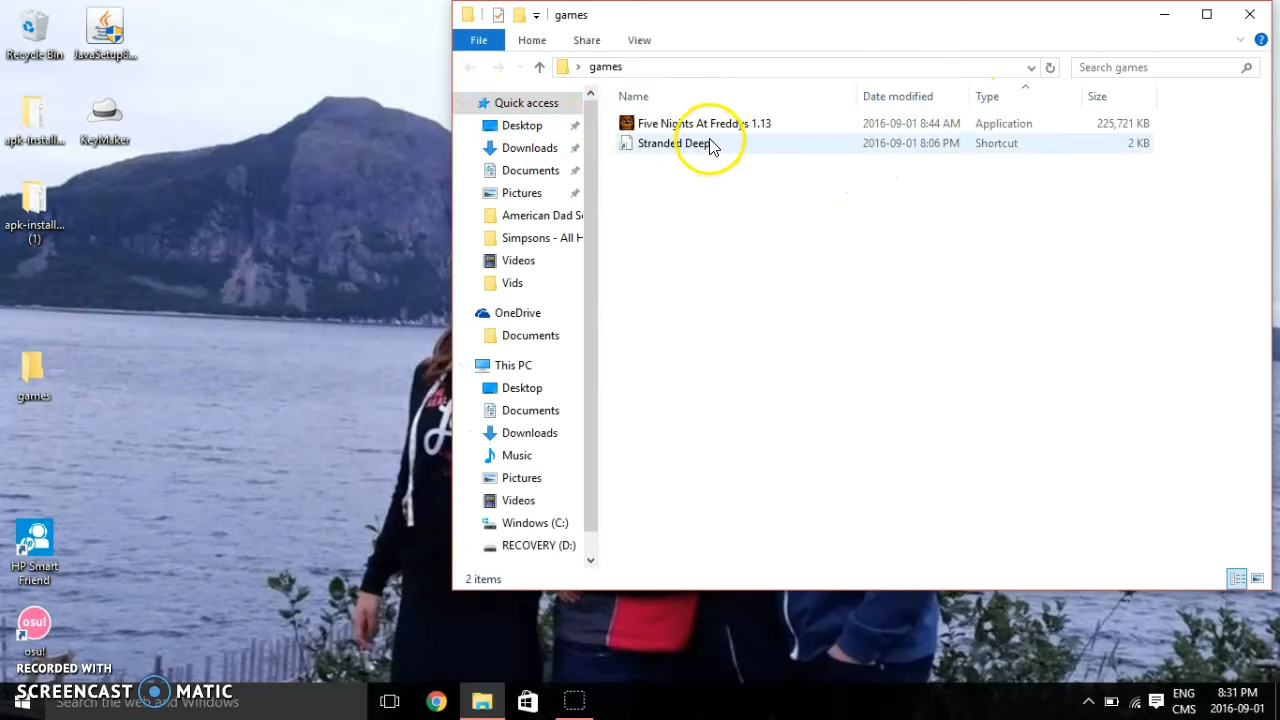 Recycle Bin
JavaSetup8...
apk-install...
KeyMaker
apk-install...
(1)
games
HP Smart
Friend
osu!
RECORDED WITH
SCREENCAST MATIC
games
File
Home
Share
View
games
Search games
Quick access
Desktop
Downloads
Documents
Pictures
American Dad Se
Simpsons - All H
Videos
Vids
OneDrive
Documents
This PC
Desktop
Documents
Downloads
Music
Pictures
Videos
Windows (C:)
RECOVERY (D:)
Name Date modified Type Size
Five Nights At Freddys 1.13 2016-09-01 8:44 AM Application 225,721 KB
Stranded Deep 2016-09-01 8:06 PM Shortcut 2 KB
2 items
Search the web and Windows
ENG
CMS
8:31 PM
2016-09-01